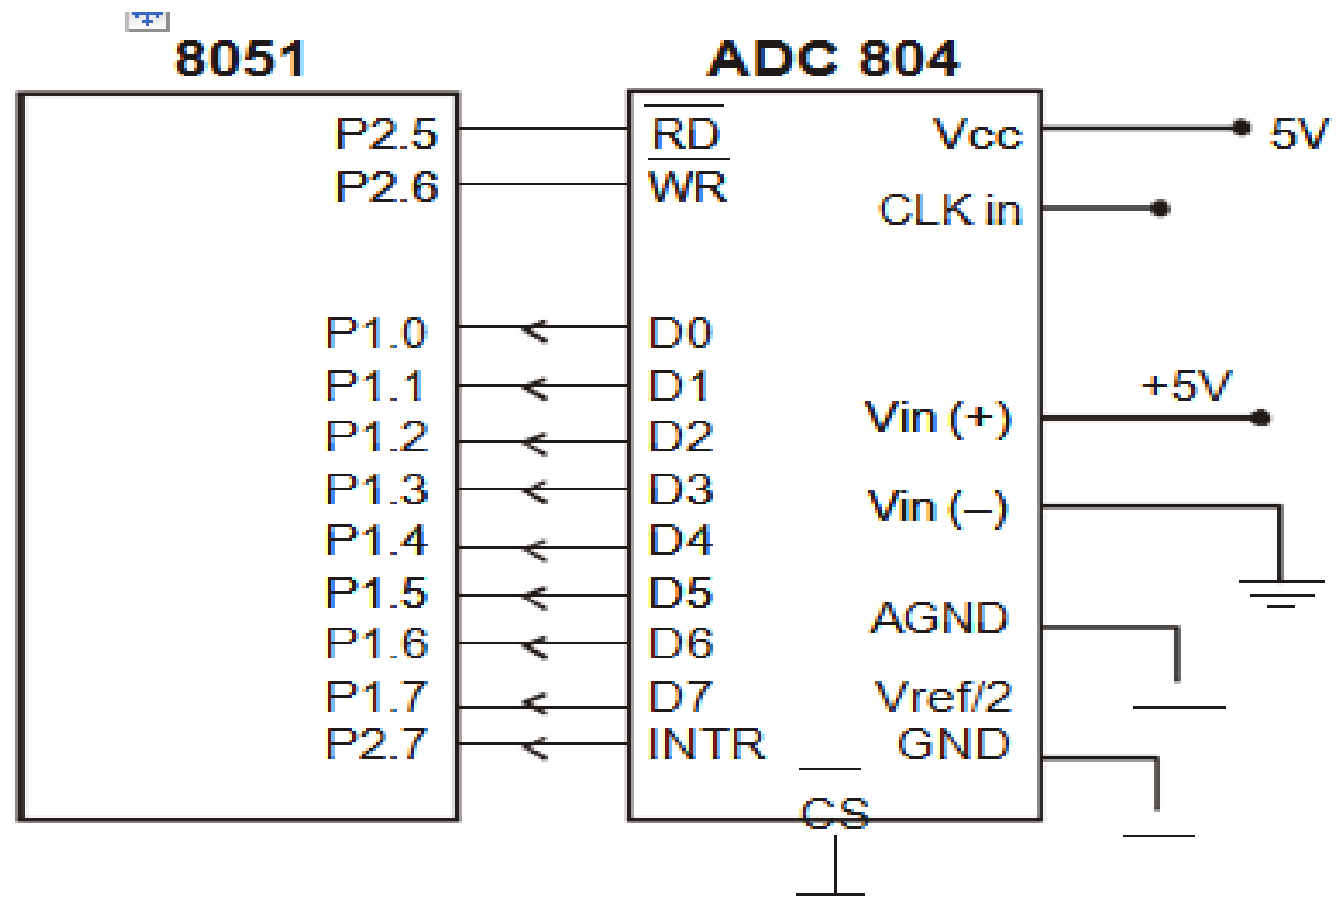 8051
ADC 804
P2.5
P2.6
P1.0
P1.1
P1.2
P1.3
P1.4
P1.5
P1.6
P1.7
P2.7
RD
WR
D0
D1
D2
D3
D4
D5
D6
D7
INTR
CS
Vcc
CLK in
Vin (+)
Vin (–)
AGND
Vref/2
GND
5V
+5V